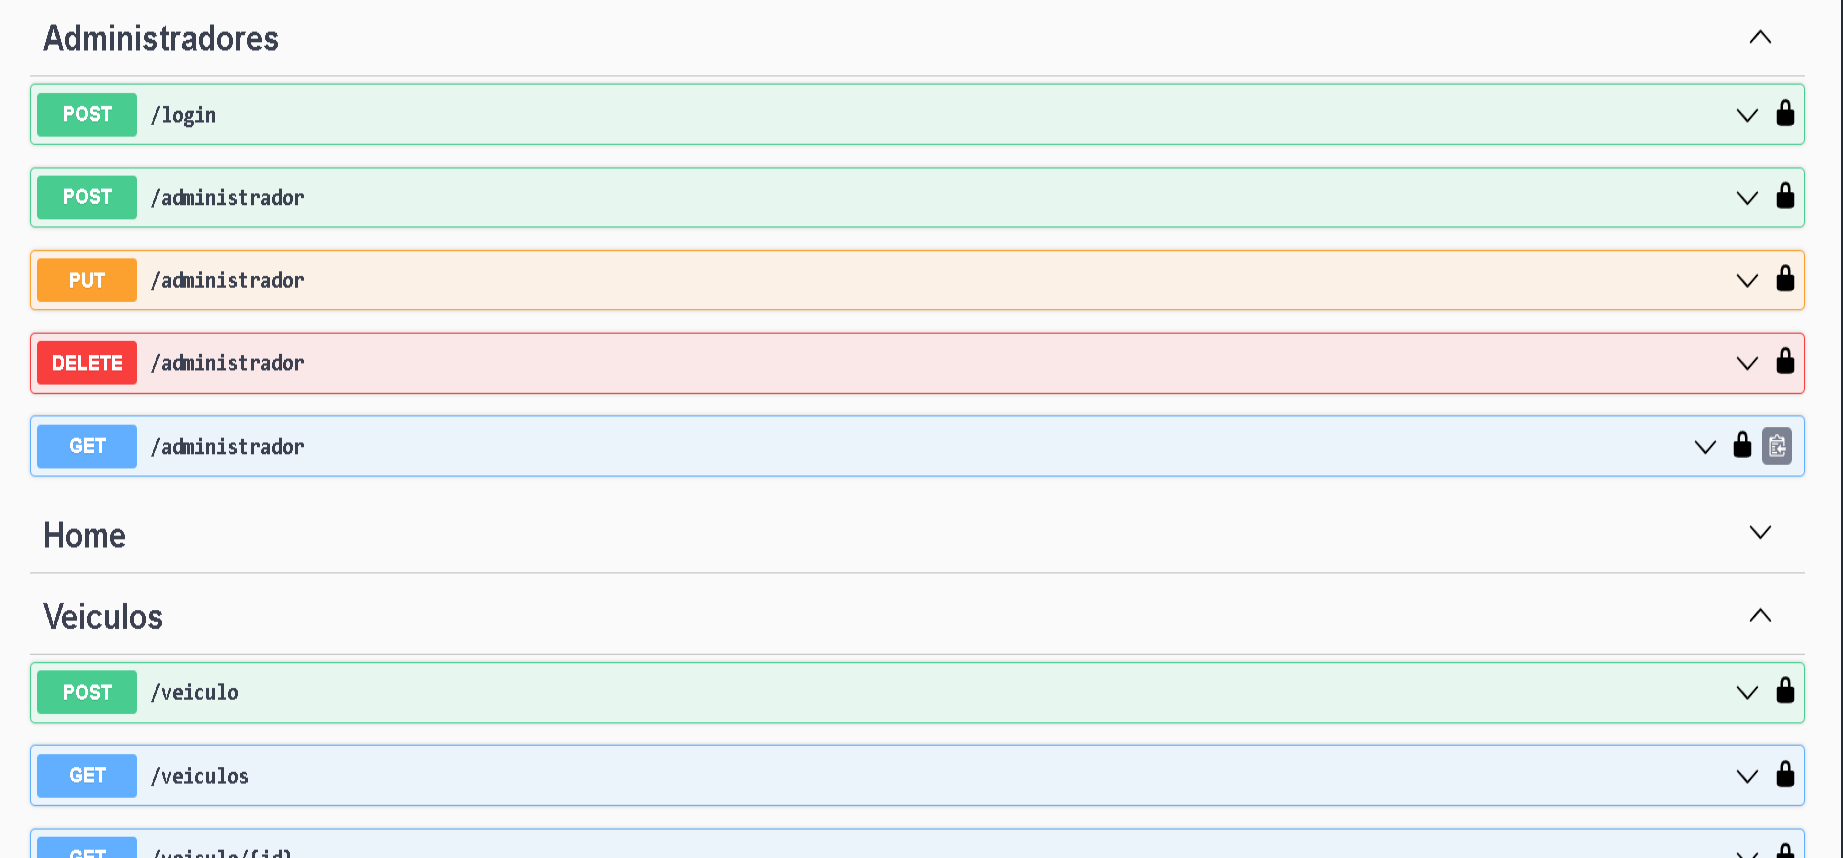 Administradores
POST /login
POST /administrador
PUT /administrador
DELETE /administrador
GET /administrador
Home
Veiculos
POST /veiculo
GET /veiculos
GET /veiculo/{id}